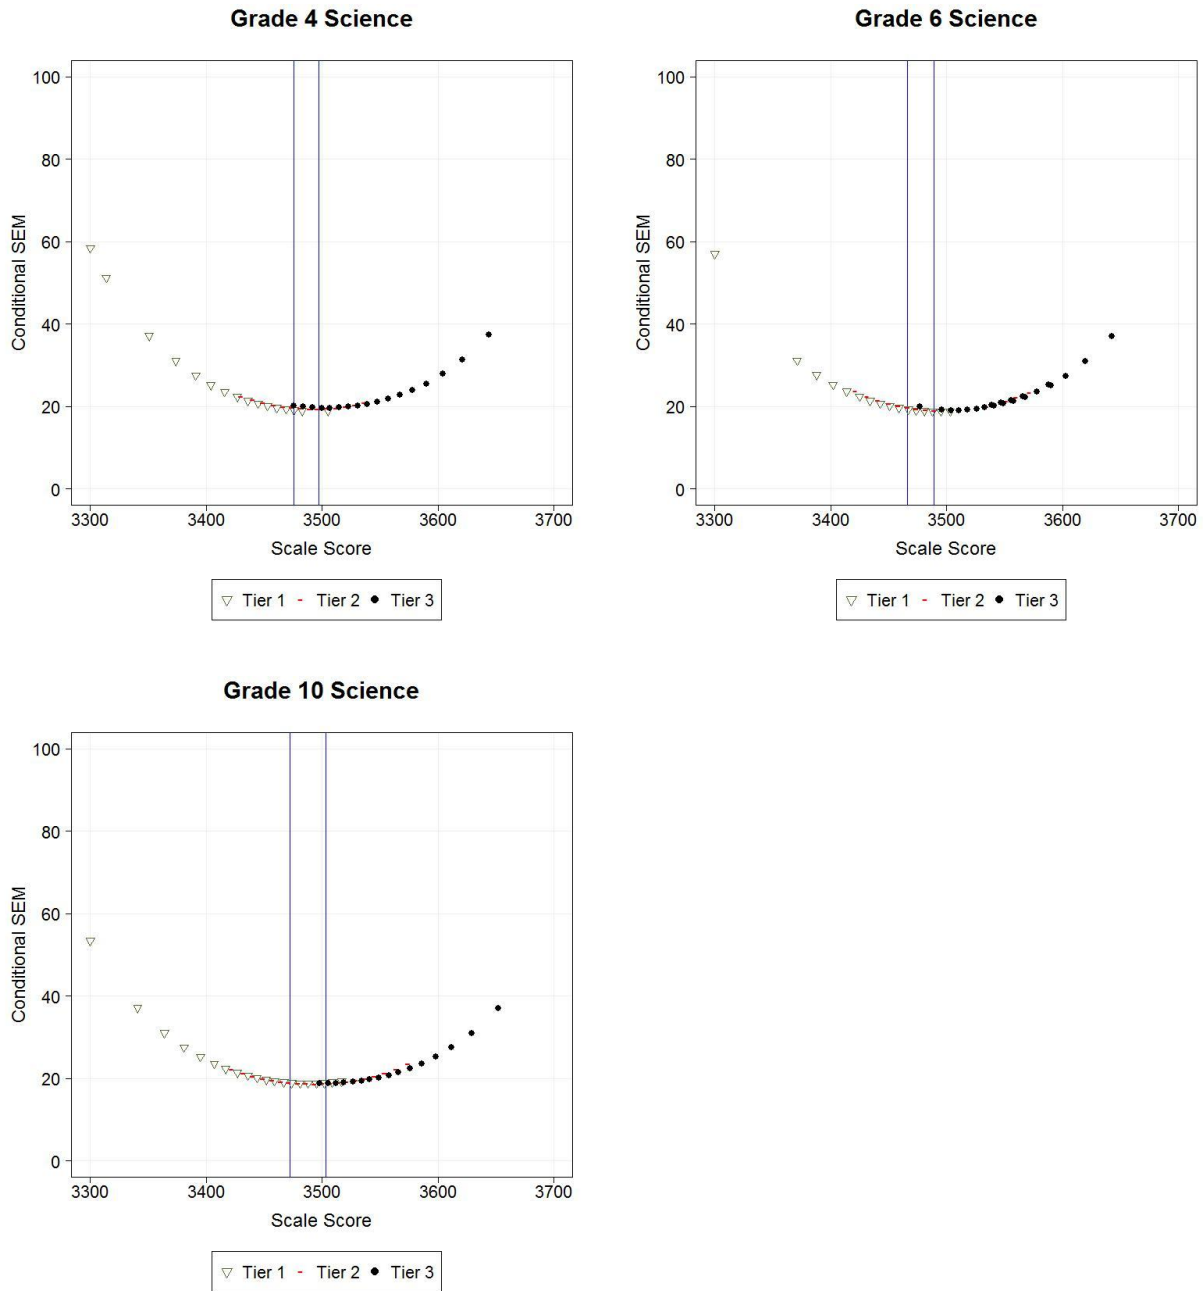 Grade 4 Science
100
80
60
40
20
0
Conditional SEM
3300 3400 3500 3600 3700
Scale Score
Tier 1 - Tier 2 Tier 3
Grade 6 Science
100
80
60
40
20
0
Conditional SEM
3300 3400 3500 3600 3700
Scale Score
Tier 1 - Tier 2 Tier 3
Grade 10 Science
100
80
60
40
20
0
Conditional SEM
3300 3400 3500 3600 3700
Scale Score
Tier 1 - Tier 2 Tier 3